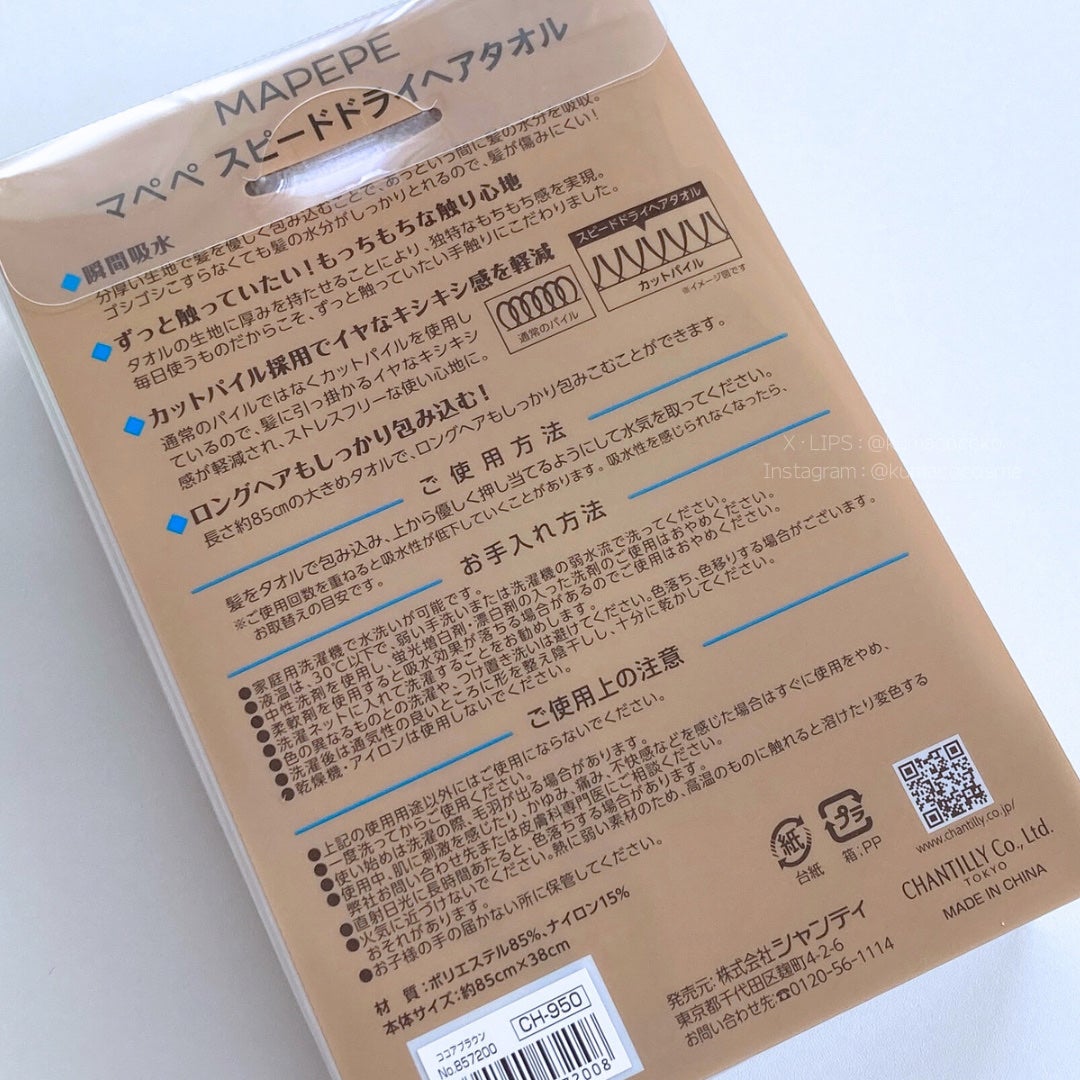 MAPEPE
マペペ スピードドライヘアタオル
◆瞬間吸水
分厚い生地で髪を優しく包み込むことで、あっという間に髪の水分を吸収。
ゴシゴシこすらなくても髪の水分がしっかりとれるので、髪が傷みにくい!
◆ずっと触っていたい!もっちもちな触り心地
タオルの生地に厚みを持たせることにより、独特なもちもち感を実現。
毎日使うものだからこそ、ずっと触っていたい手触りにこだわりました。
◆カットパイル採用でイヤなキシキシ感を軽減
通常のパイルではなくカットパイルを使用し
ているので、髪に引っ掛かるイヤなキシキシ
感が軽減され、ストレスフリーな使い心地に。
通常のパイル
スピードドライヘアタオル
カットパイル
※イメージ図です
◆ロングヘアもしっかり包み込む!
長さ約85cmの大きめタオルで、ロングヘアもしっかり包みこむことができます。
ご使用方法
髪をタオルで包み込み、上から優しく押し当てるようにして水気を取ってください。
※ご使用回数を重ねると吸水性が低下していくことがあります。吸水性を感じられなくなったら、
お取替えの目安です。
お手入れ方法
●家庭用洗濯機で水洗いが可能です。
●液温は、30℃以下で、弱い手洗いまたは洗濯機の弱水流で洗ってください。
●中性洗剤を使用し、蛍光増白剤・漂白剤の入った洗剤のご使用はおやめください。
●柔軟剤を使用すると吸水効果が落ちる場合があるのでご使用はおやめください。
●洗濯ネットに入れて洗濯することをお勧めします。
●色の異なるものとの洗濯や、つけ置き洗いは避けてください。色落ち、色移りする場合がございます。
●洗濯後は通気性の良いところに形を整え陰干しし、十分に乾かしてください。
●乾燥機・アイロンは使用しないでください。
ご使用上の注意
●上記の使用用途以外にはご使用にならないでください。
●一度洗ってからご使用ください。
●使い始めは洗濯の際、毛羽が出る場合があります。
●使用中、肌に刺激を感じたり、かゆみ、痛み、不快感などを感じた場合はすぐに使用をやめ、
弊社お問い合わせ先または皮膚科専門医にご相談ください。
●直射日光に長時間あたると、色落ちする場合があります。
●火気に近づけないでください。熱に弱い素材のため、高温のものに触れると溶けたり変色する
おそれがあります。
●お子様の手の届かない所に保管してください。
材 質:ポリエステル85%、ナイロン15%
本体サイズ:約85cm×38cm
ココアブラウン
No.857200
CH-950
台紙
紙
プラ
箱:PP
www.chantilly.co.jp/
CHANTILLY Co., Ltd.
TOKYO
MADE IN CHINA
発売元:株式会社シャンティ
東京都千代田区麹町4-2-6
お問い合わせ先:☎0120-56-1114
X・LIPS:
Instagram: